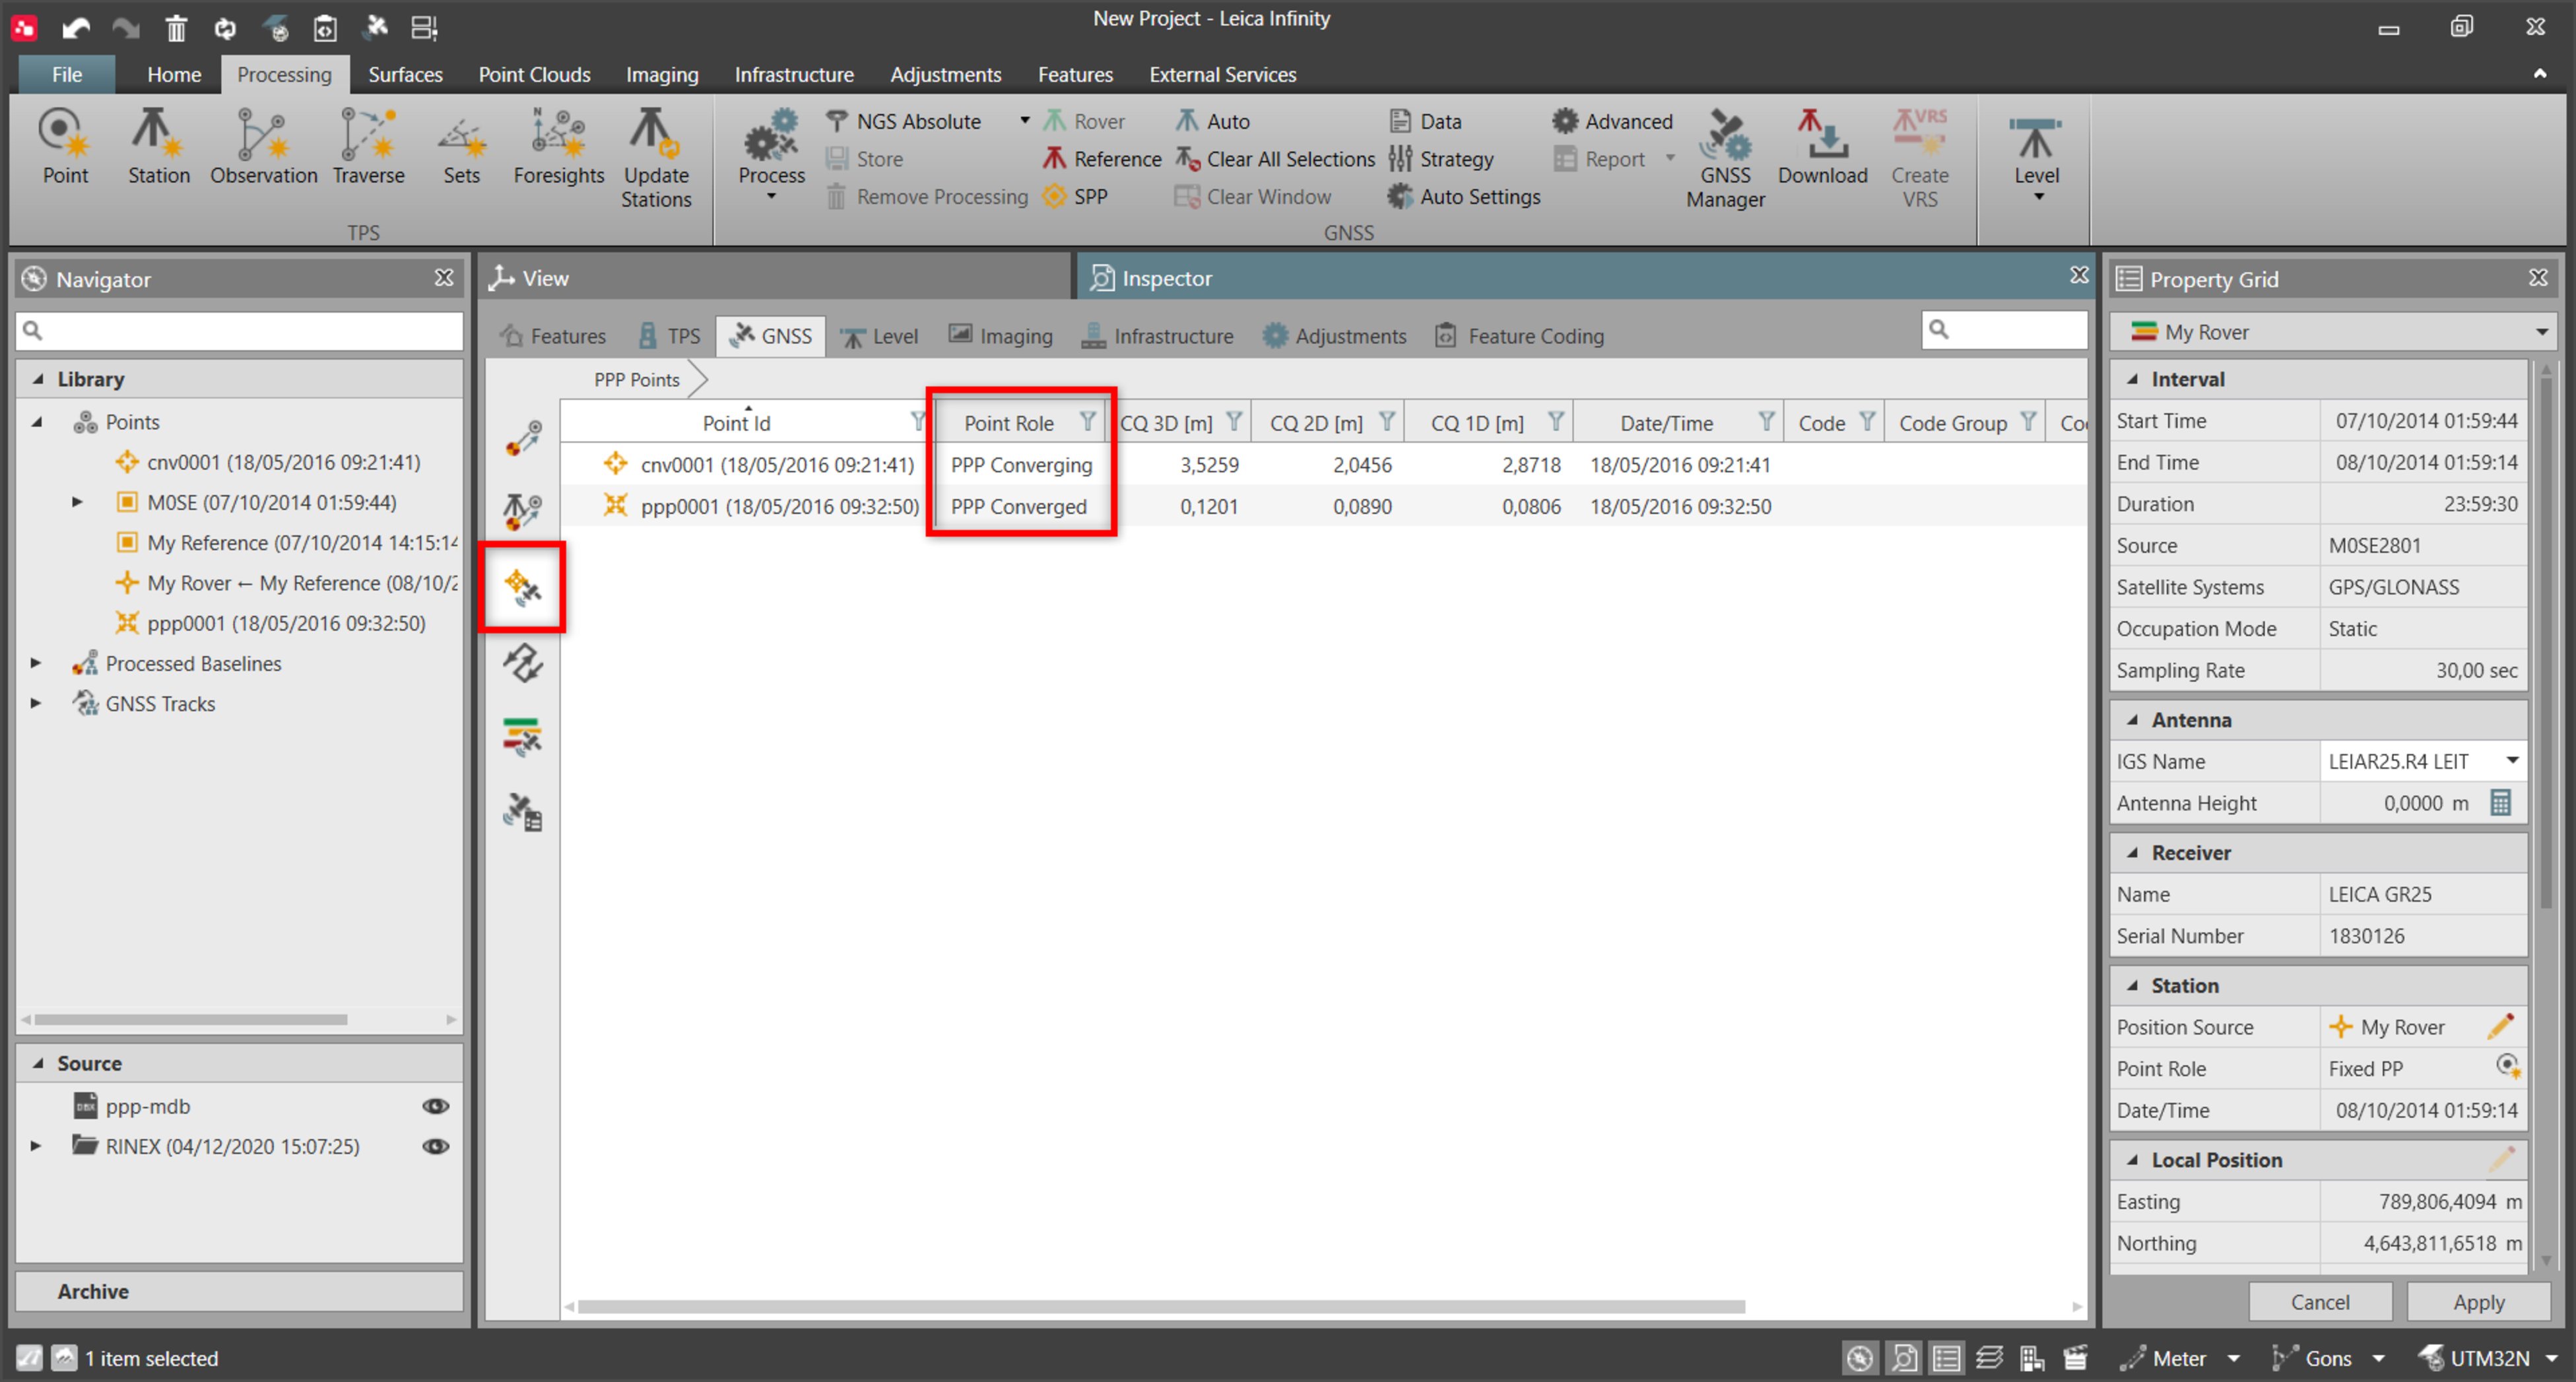 New Project - Leica Infinity
File Home Processing Surfaces Point Clouds Imaging Infrastructure Adjustments Features External Services
Point
Station
Observation
Traverse
Sets
Foresights
Update Stations
TPS
Process
NGS Absolute
Store
Remove Processing
Rover
Reference
SPP
Auto
Clear All Selections
Clear Window
Data
Strategy
Auto Settings
Advanced
Report
GNSS Manager
Download
VRS
Create VRS
GNSS
Level
Navigator
Library
Points
cnv0001 (18/05/2016 09:21:41)
M0SE (07/10/2014 01:59:44)
My Reference (07/10/2014 14:15:14
My Rover ← My Reference (08/10/2
ppp0001 (18/05/2016 09:32:50)
Processed Baselines
GNSS Tracks
Source
ppp-mdb
RINEX (04/12/2020 15:07:25)
Archive
View
Inspector
Features TPS GNSS Level Imaging Infrastructure Adjustments Feature Coding
PPP Points
Point Id Point Role CQ 3D [m] CQ 2D [m] CQ 1D [m] Date/Time Code Code Group
cnv0001 (18/05/2016 09:21:41) PPP Converging 3,5259 2,0456 2,8718 18/05/2016 09:21:41
ppp0001 (18/05/2016 09:32:50) PPP Converged 0,1201 0,0890 0,0806 18/05/2016 09:32:50
Property Grid
My Rover
Interval
Start Time 07/10/2014 01:59:44
End Time 08/10/2014 01:59:14
Duration 23:59:30
Source M0SE2801
Satellite Systems GPS/GLONASS
Occupation Mode Static
Sampling Rate 30,00 sec
Antenna
IGS Name LEIAR25.R4 LEIT
Antenna Height 0,0000 m
Receiver
Name LEICA GR25
Serial Number 1830126
Station
Position Source My Rover
Point Role Fixed PP
Date/Time 08/10/2014 01:59:14
Local Position
Easting 789,806,4094 m
Northing 4,643,811,6518 m
Cancel Apply
1 item selected
Meter Gons UTM32N